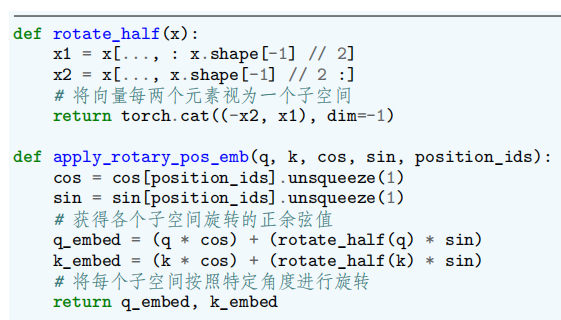 def rotate_half(x):
    x1 = x[..., : x.shape[-1] // 2]
    x2 = x[..., x.shape[-1] // 2 :]
    # 将向量每两个元素视为一个子空间
    return torch.cat((-x2, x1), dim=-1)

def apply_rotary_pos_emb(q, k, cos, sin, position_ids):
    cos = cos[position_ids].unsqueeze(1)
    sin = sin[position_ids].unsqueeze(1)
    # 获得各个子空间旋转的正余弦值
    q_embed = (q * cos) + (rotate_half(q) * sin)
    k_embed = (k * cos) + (rotate_half(k) * sin)
    # 将每个子空间按照特定角度进行旋转
    return q_embed, k_embed